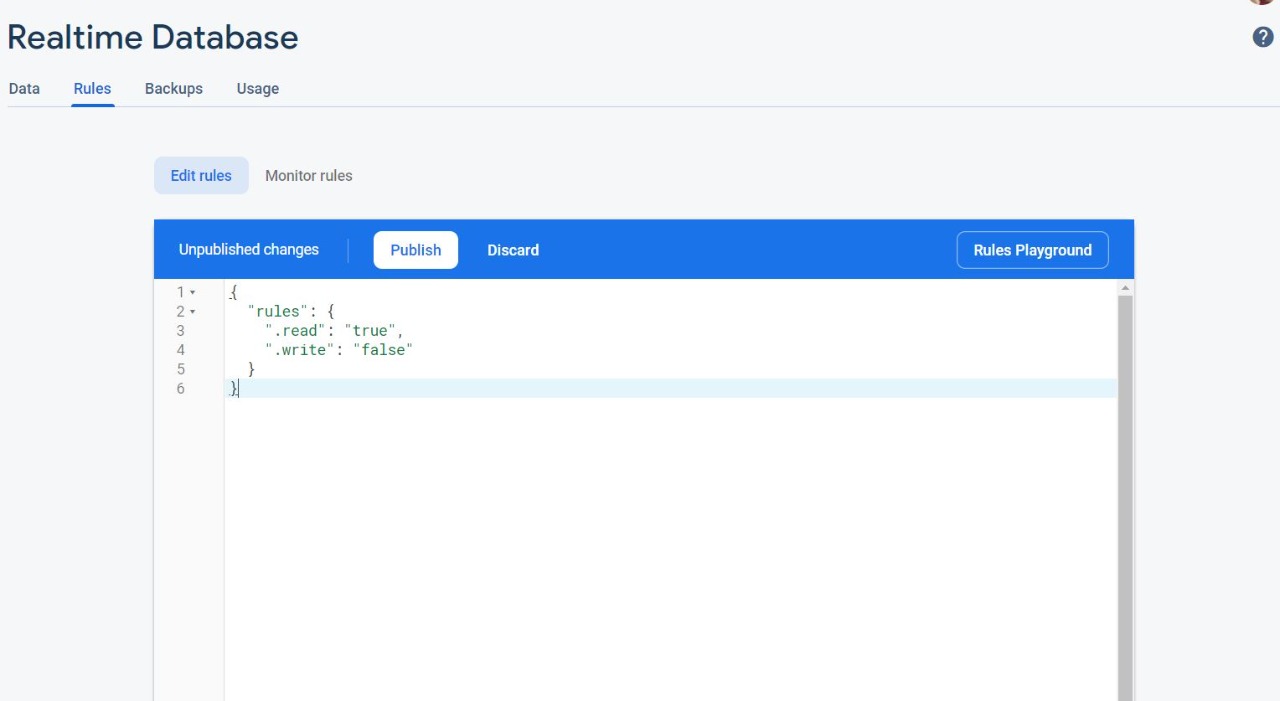 Realtime Database
Data Rules Backups Usage
Edit rules Monitor rules
Unpublished changes Publish Discard Rules Playground
1 {
2 "rules": {
3 ".read": "true",
4 ".write": "false"
5 }
6 }